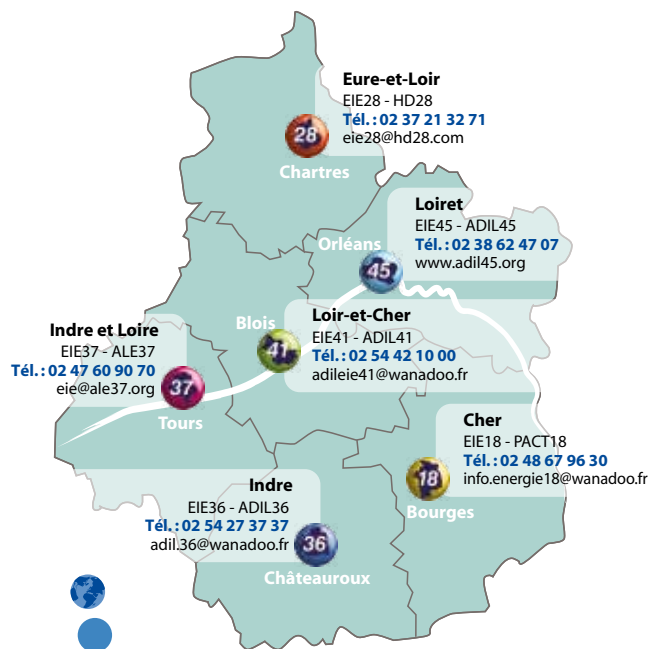 Eure-et-Loir
EIE28 - HD28
Tél. : 02 37 21 32 71
eie28@hd28.com
28
Chartres
Loiret
EIE45 - ADIL45
Tél. : 02 38 62 47 07
www.adil45.org
Orléans
45
Loir-et-Cher
EIE41 - ADIL41
Tél. : 02 54 42 10 00
adileie41@wanadoo.fr
Blois
41
Indre et Loire
EIE37 - ALE37
Tél. : 02 47 60 90 70
eie@ale37.org
37
Tours
Cher
EIE18 - PACT18
Tél. : 02 48 67 96 30
info.energie18@wanadoo.fr
18
Bourges
Indre
EIE36 - ADIL36
Tél. : 02 54 27 37 37
adil.36@wanadoo.fr
36
Châteauroux